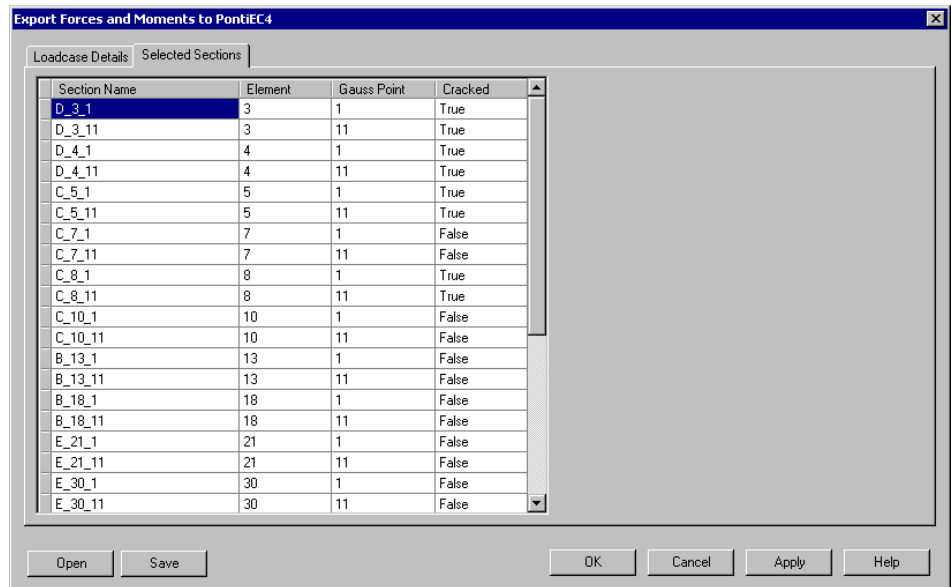 Export Forces and Moments to PontiEC4
Loadcase Details Selected Sections
Section Name Element Gauss Point Cracked
D_3_1 3 1 True
D_3_11 3 11 True
D_4_1 4 1 True
D_4_11 4 11 True
C_5_1 5 1 True
C_5_11 5 11 True
C_7_1 7 1 False
C_7_11 7 11 False
C_8_1 8 1 True
C_8_11 8 11 True
C_10_1 10 1 False
C_10_11 10 11 False
B_13_1 13 1 False
B_13_11 13 11 False
B_18_1 18 1 False
B_18_11 18 11 False
E_21_1 21 1 False
E_21_11 21 11 False
E_30_1 30 1 False
E_30_11 30 11 False
Open Save OK Cancel Apply Help